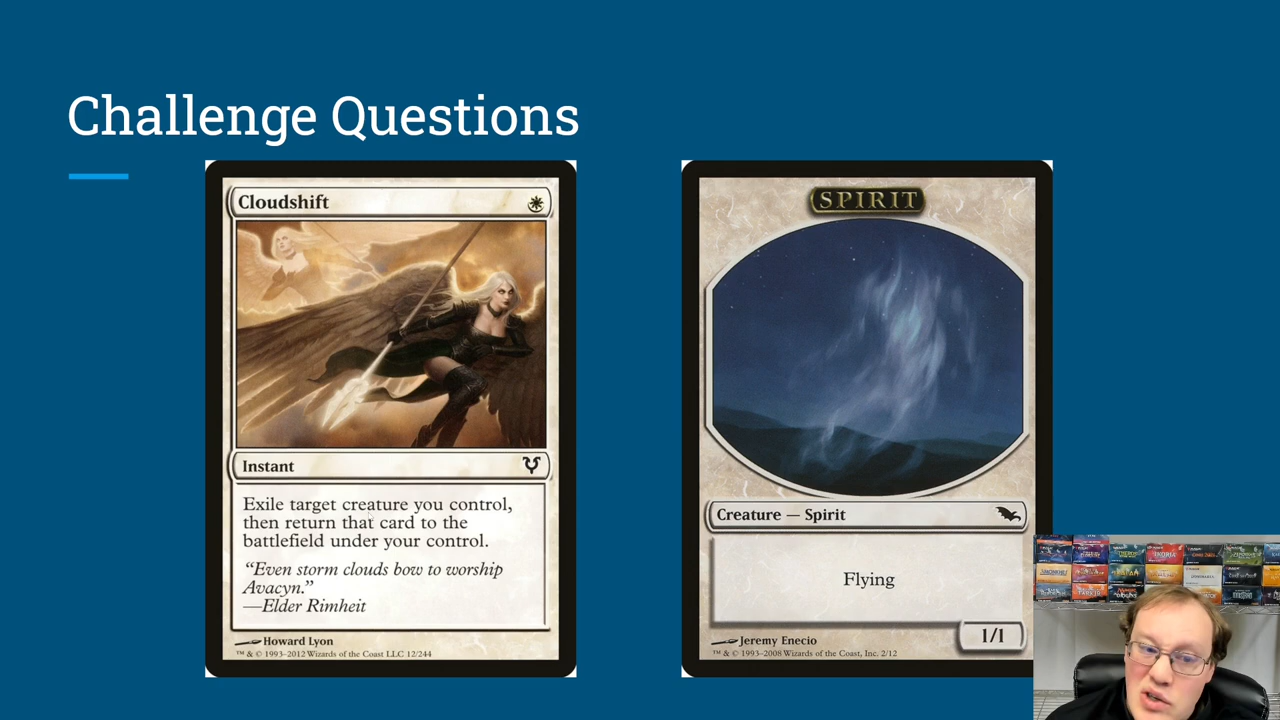 Challenge Questions
Cloudshift
Instant
Exile target creature you control,
then return that card to the
battlefield under your control.
“Even storm clouds bow to worship
Avacyn.”
—Elder Rimheit
Howard Lyon
™ & © 1993–2012 Wizards of the Coast LLC 12/244
SPIRIT
Creature — Spirit
Flying
1/1
Jeremy Enecio
™ & © 1993–2008 Wizards of the Coast, Inc. 2/12
IKORIA